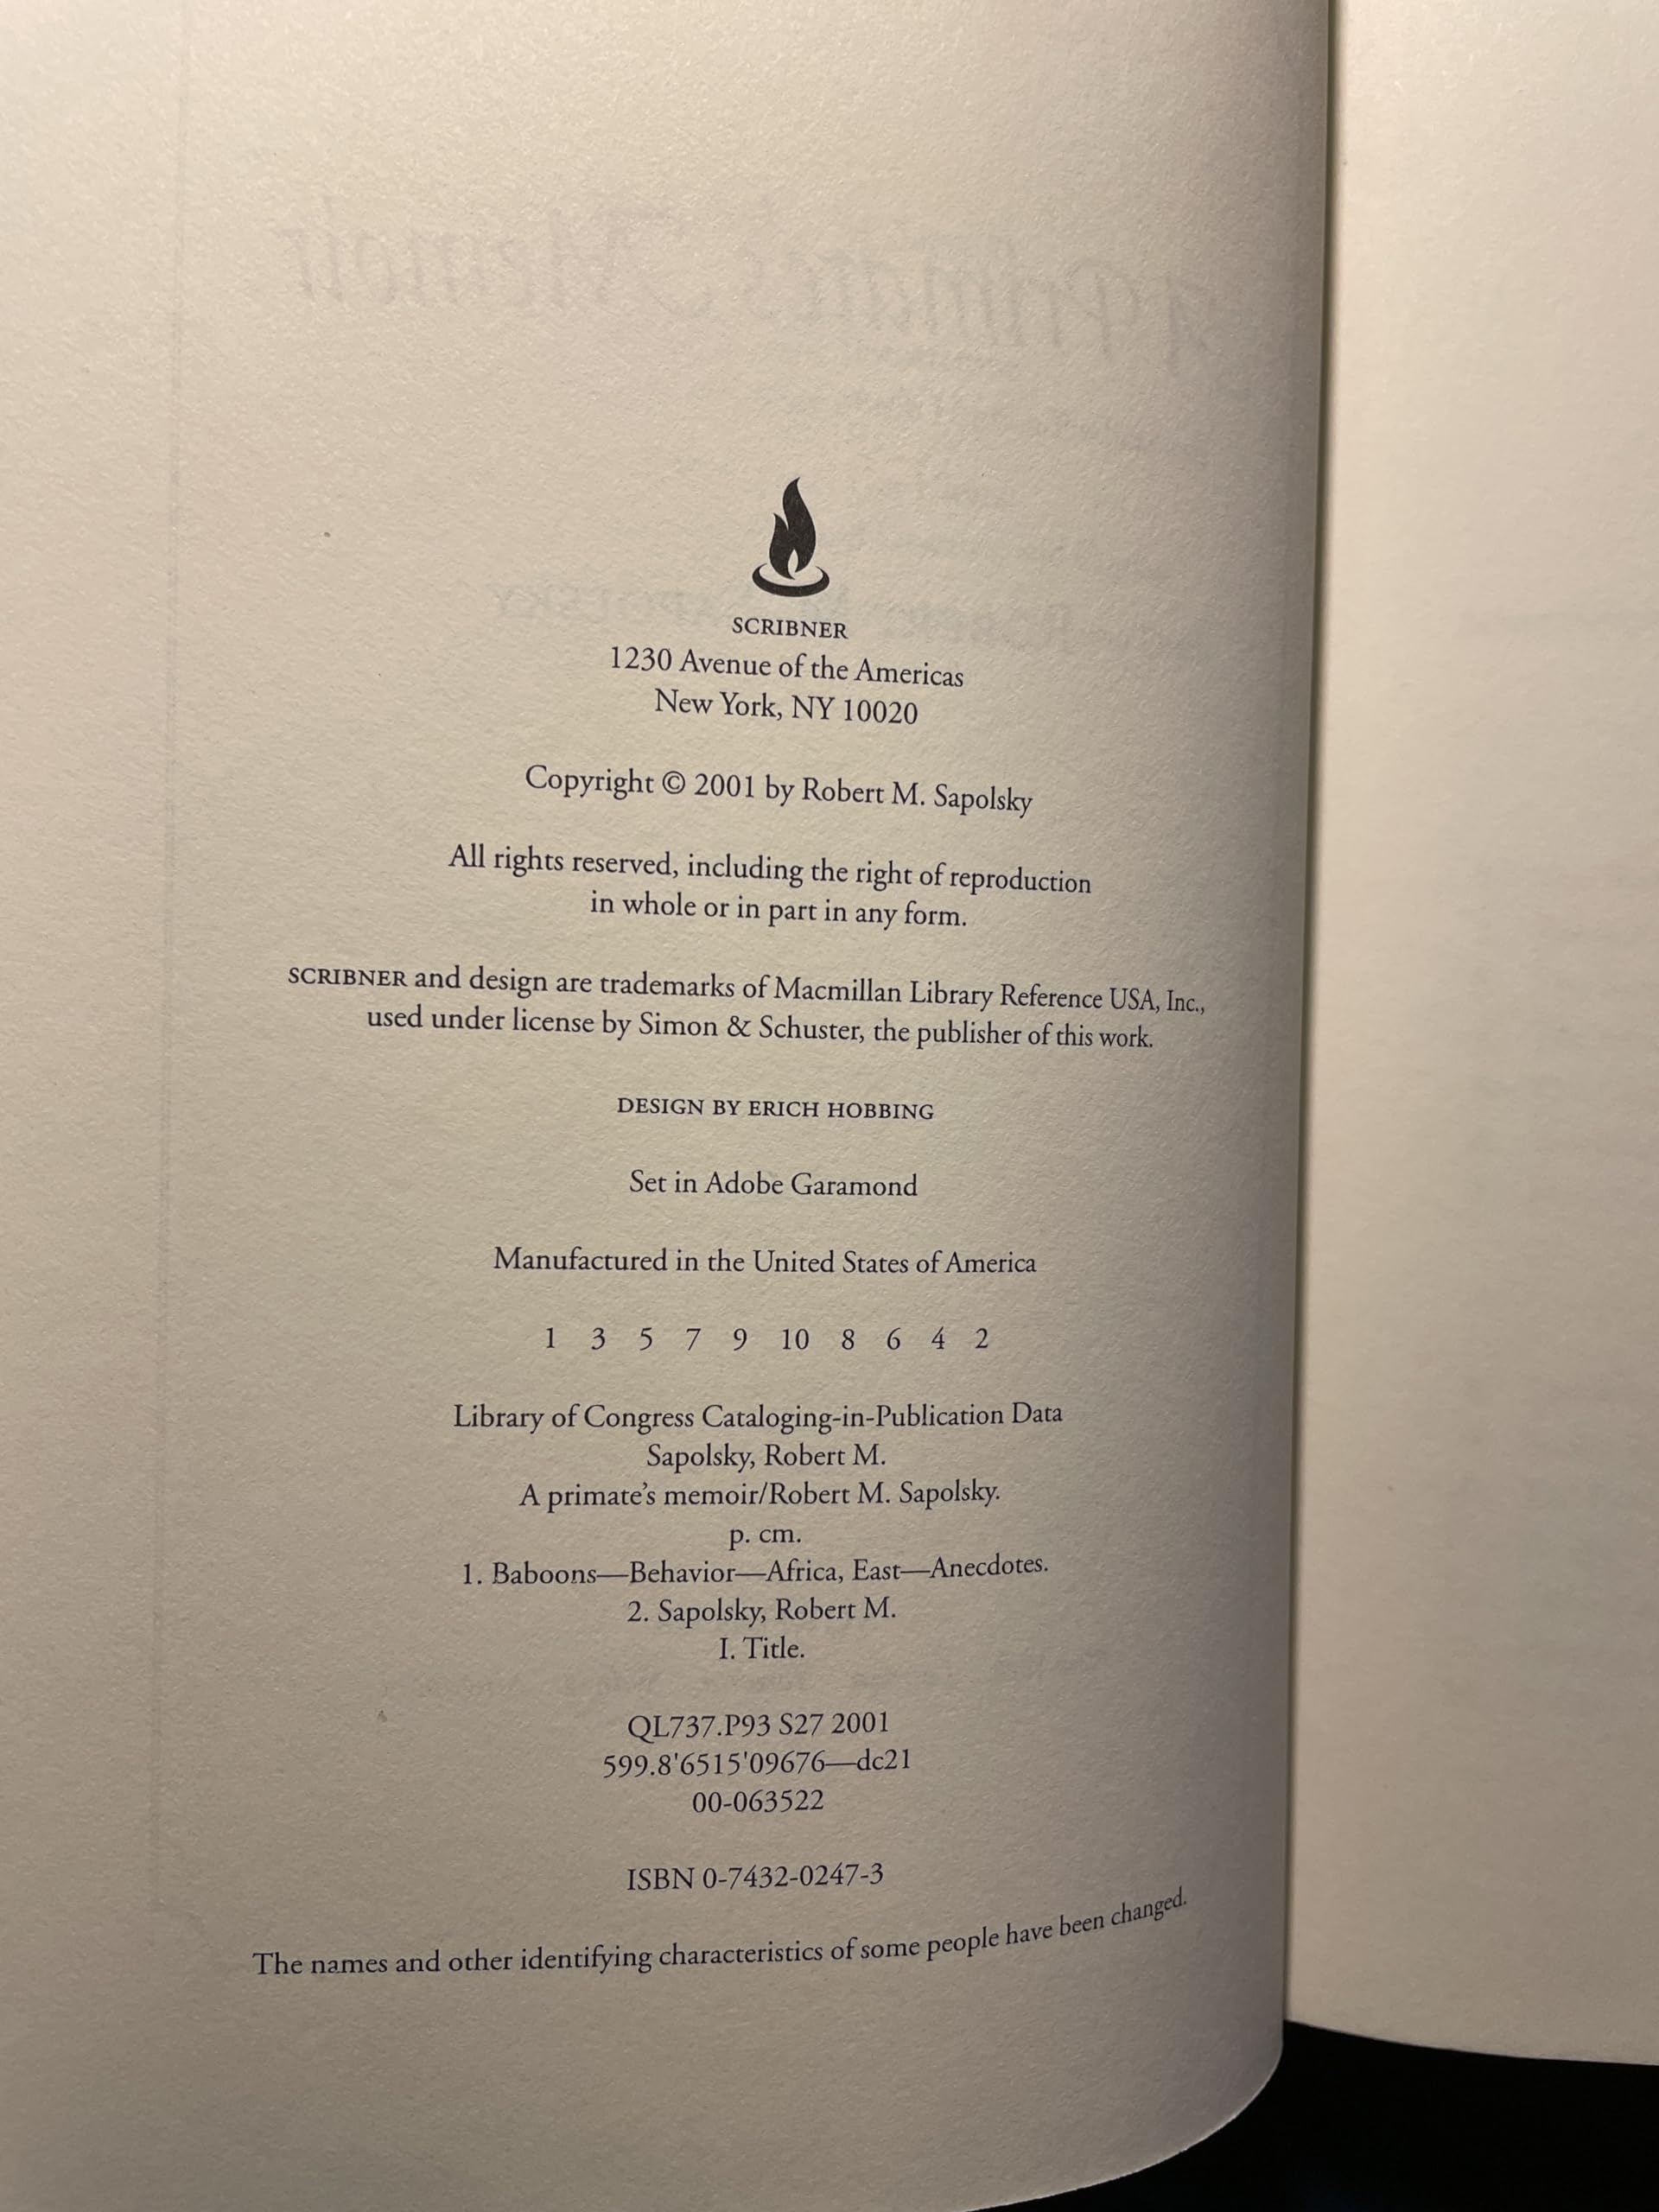 SCRIBNER
1230 Avenue of the Americas
New York, NY 10020
Copyright © 2001 by Robert M. Sapolsky
All rights reserved, including the right of reproduction
in whole or in part in any form.
SCRIBNER and design are trademarks of Macmillan Library Reference USA, Inc.,
used under license by Simon & Schuster, the publisher of this work.
DESIGN BY ERICH HOBBING
Set in Adobe Garamond
Manufactured in the United States of America
1 3 5 7 9 10 8 6 4 2
Library of Congress Cataloging-in-Publication Data
Sapolsky, Robert M.
A primate's memoir/Robert M. Sapolsky.
p. cm.
1. Baboons—Behavior—Africa, East—Anecdotes.
2. Sapolsky, Robert M.
I. Title.
QL737.P93 S27 2001
599.8'6515'09676—dc21
00-063522
ISBN 0-7432-0247-3
The names and other identifying characteristics of some people have been changed.